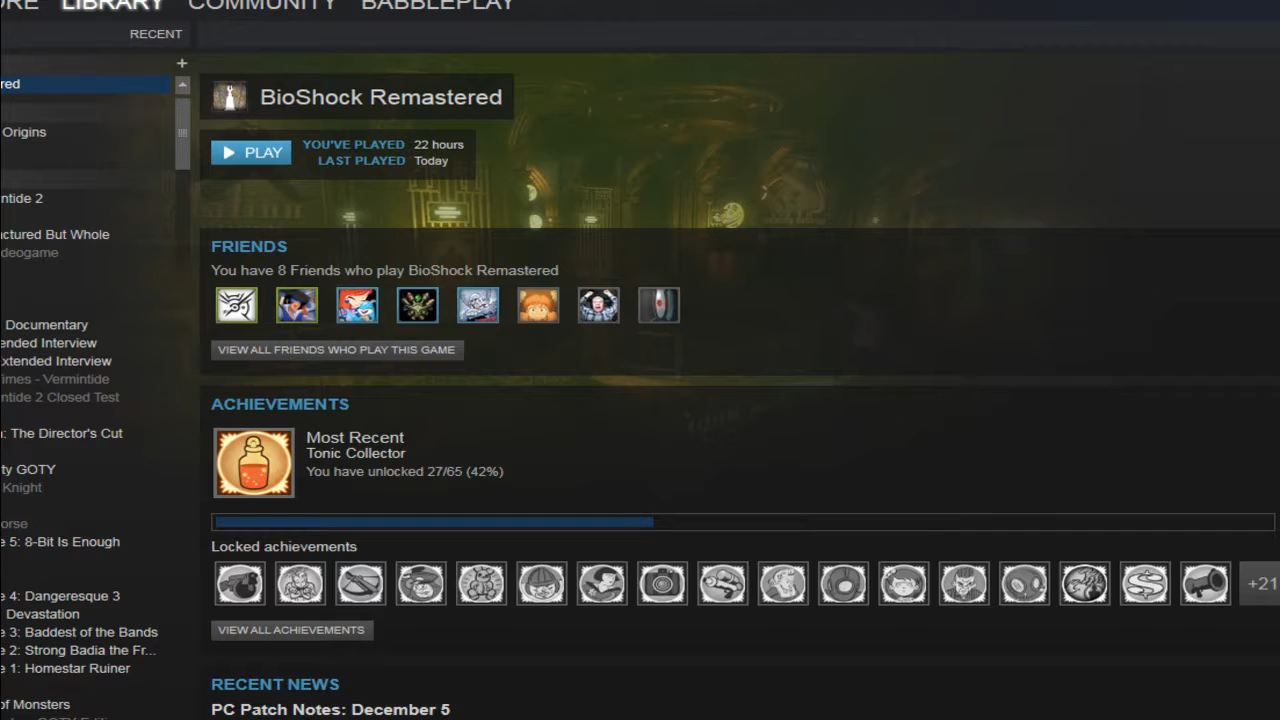 LIBRARY
COMMUNITY
BABBLEPLAY
RECENT
+
red
Origins
ntide 2
ctured But Whole
deogame
Documentary
ended Interview
xtended Interview
imes - Vermintide
ntide 2 Closed Test
: The Director's Cut
ty GOTY
Knight
orse
e 5: 8-Bit Is Enough
e 4: Dangeresque 3
Devastation
e 3: Baddest of the Bands
e 2: Strong Badia the Fr...
e 1: Homestar Ruiner
of Monsters
BioShock Remastered
PLAY
YOU'VE PLAYED 22 hours
LAST PLAYED Today
FRIENDS
You have 8 Friends who play BioShock Remastered
VIEW ALL FRIENDS WHO PLAY THIS GAME
ACHIEVEMENTS
Most Recent
Tonic Collector
You have unlocked 27/65 (42%)
Locked achievements
+21
VIEW ALL ACHIEVEMENTS
RECENT NEWS
PC Patch Notes: December 5